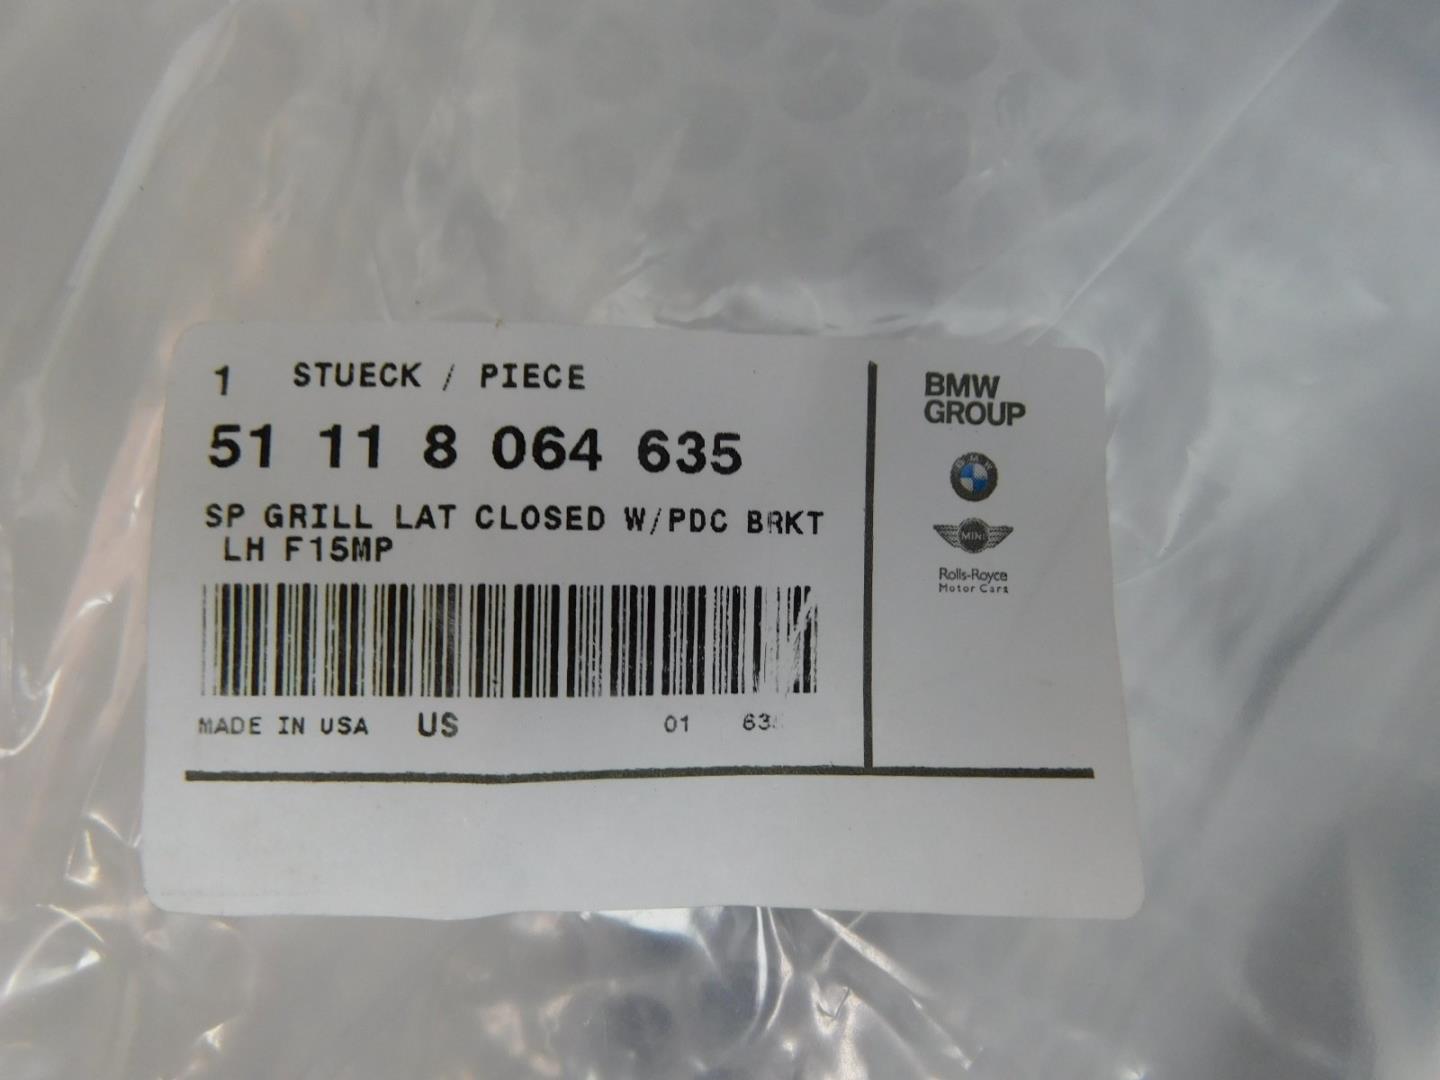 1 STUECK / PIECE
51 11 8 064 635
SP GRILL LAT CLOSED W/PDC BRKT
LH F15MP
MADE IN USA US 01
BMW
GROUP
BMW
MINI
Rolls-Royce
Motor Cars